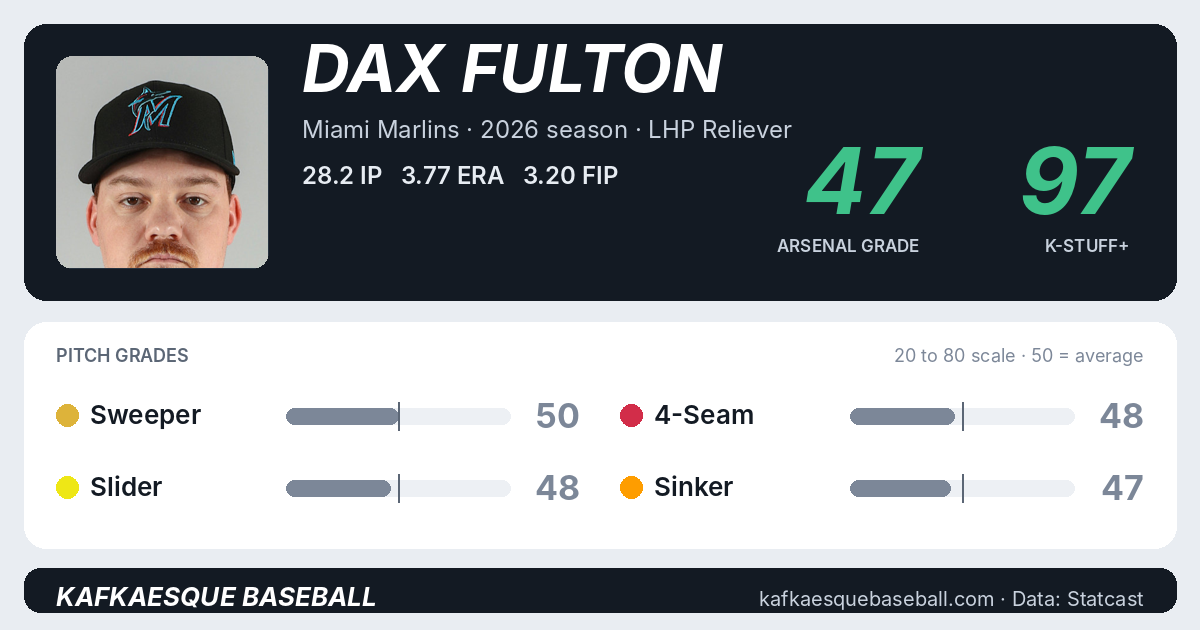 DAX FULTON
Miami Marlins · 2026 season · LHP Reliever
28.2 IP 3.77 ERA 3.20 FIP
47 97
ARSENAL GRADE K-STUFF+
PITCH GRADES 20 to 80 scale · 50 = average
Sweeper 50 4-Seam 48
Slider 48 Sinker 47
KAFKAESQUE BASEBALL kafkaesquebaseball.com · Data: Statcast